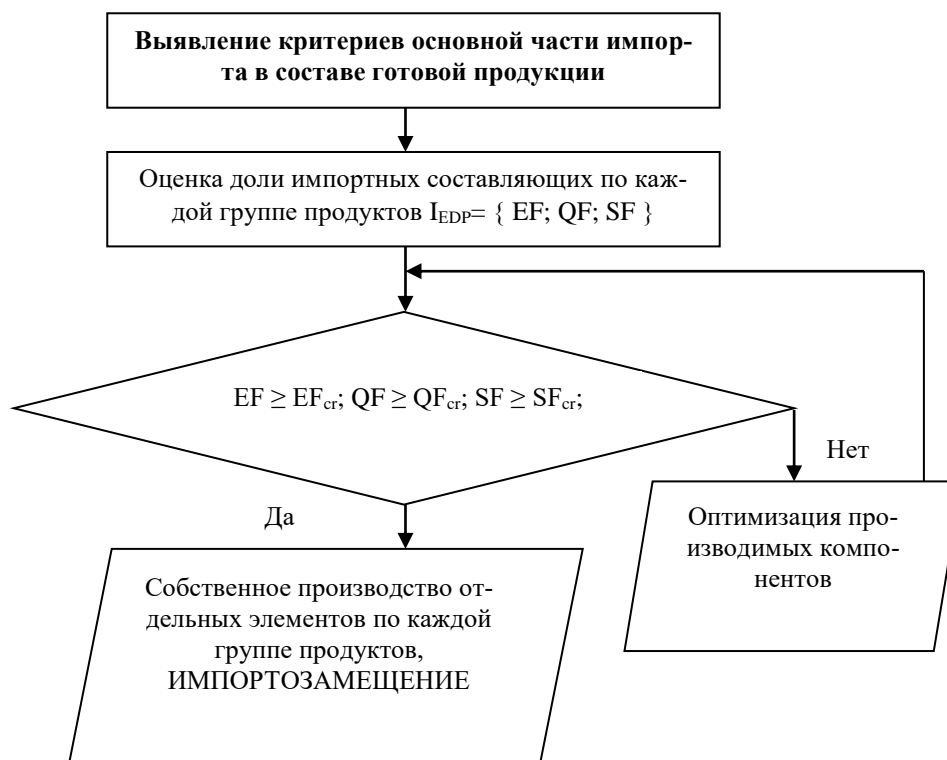 Выявление критериев основной части импор-
та в составе готовой продукции
Оценка доли импортных составляющих по каж-
дой группе продуктов I_EDP= { EF; QF; SF }
EF ≥ EF_cr; QF ≥ QF_cr; SF ≥ SF_cr;
Нет
Да
Оптимизация про-
изводимых компо-
нентов
Собственное производство от-
дельных элементов по каждой
группе продуктов,
ИМПОРТОЗАМЕЩЕНИЕ